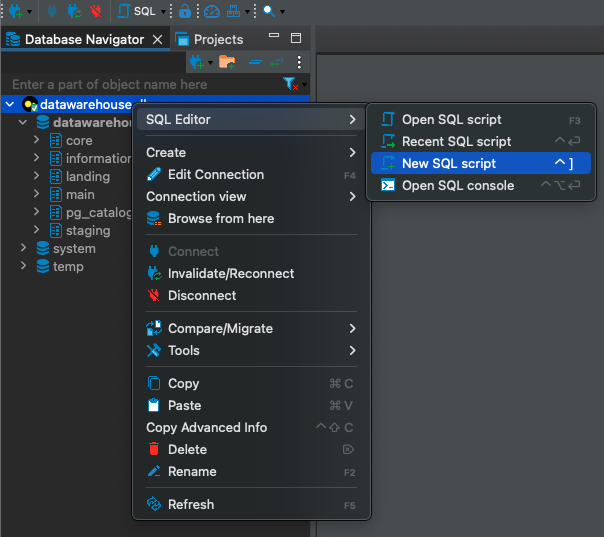 SQL
Database Navigator
Projects
Enter a part of object name here
datawarehouse
datawarehou
core
information
landing
main
pg_catalog
staging
system
temp
SQL Editor
Create
Edit Connection F4
Connection view
Browse from here
Connect
Invalidate/Reconnect
Disconnect
Compare/Migrate
Tools
Copy ⌘ C
Paste ⌘ V
Copy Advanced Info ^⇧ C
Delete ⌦
Rename F2
Refresh F5
Open SQL script F3
Recent SQL script ^⏎
New SQL script ^ ]
Open SQL console ^⌥⏎